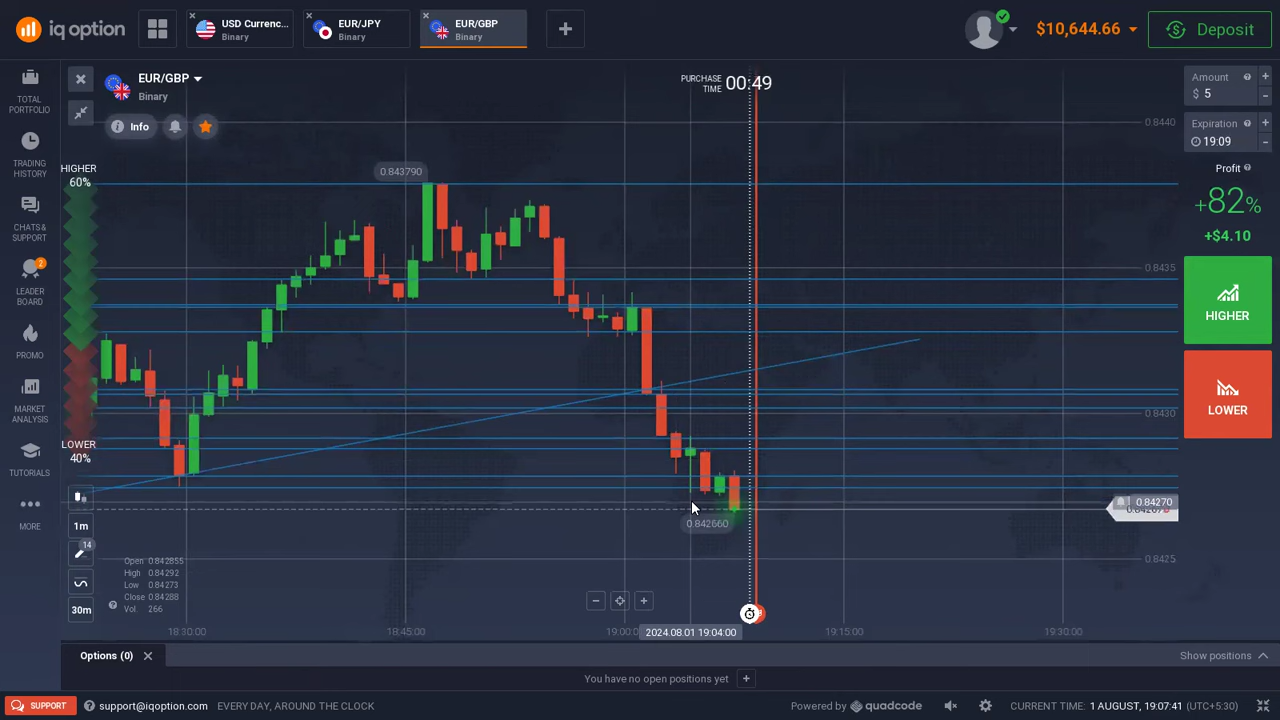 iq option
USD Currenc...
Binary
EUR/JPY
Binary
EUR/GBP
Binary
$10,644.66
Deposit
TOTAL
PORTFOLIO
TRADING
HISTORY
CHATS &
SUPPORT
2
LEADER
BOARD
PROMO
MARKET
ANALYSIS
TUTORIALS
MORE
EUR/GBP
Binary
Info
PURCHASE
TIME
00:49
HIGHER
60%
LOWER
40%
0.843790
0.842660
0.8440
0.8435
0.8430
0.84270
0.8425
1m
14
30m
Open 0.842855
High 0.84292
Low 0.84273
Close 0.84288
Vol 266
18:30:00
18:45:00
19:00:
2024.08.01 19:04:00
19:15:00
19:30:00
Amount
$ 5
Expiration
19:09
Profit
+82%
+$4.10
HIGHER
LOWER
Options (0)
Show positions
You have no open positions yet
SUPPORT
support@iqoption.com
EVERY DAY, AROUND THE CLOCK
Powered by quadcode
CURRENT TIME: 1 AUGUST, 19:07:41 (UTC+5:30)